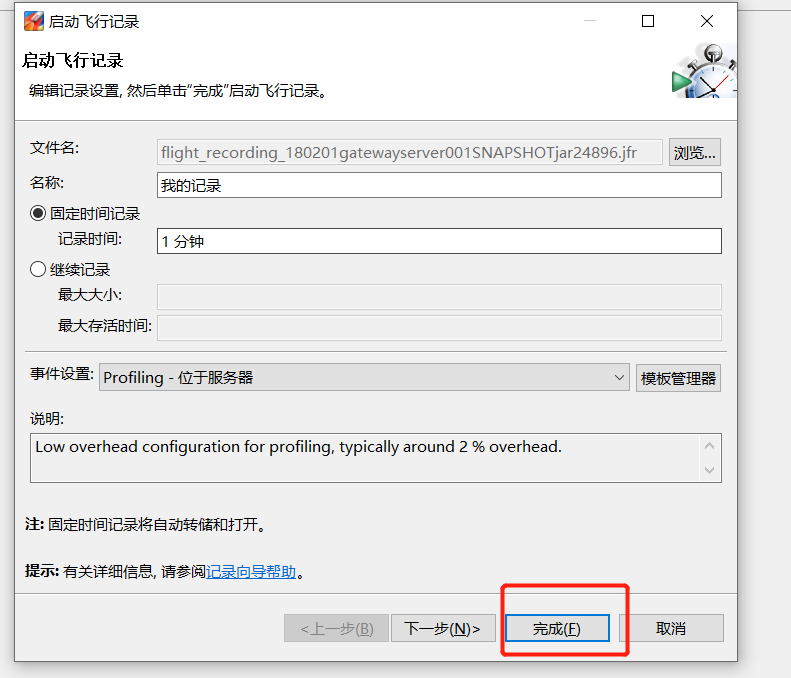 启动飞行记录
启动飞行记录
编辑记录设置, 然后单击“完成”启动飞行记录。
文件名: flight_recording_180201gatewayserver001SNAPSHOTjar24896.jfr 浏览...
名称: 我的记录
固定时间记录
记录时间: 1 分钟
继续记录
最大大小:
最大存活时间:
事件设置: Profiling - 位于服务器 模板管理器
说明:
Low overhead configuration for profiling, typically around 2 % overhead.
注: 固定时间记录将自动转储和打开。
提示: 有关详细信息, 请参阅记录向导帮助。
<上一步(B) 下一步(N)> 完成(F) 取消